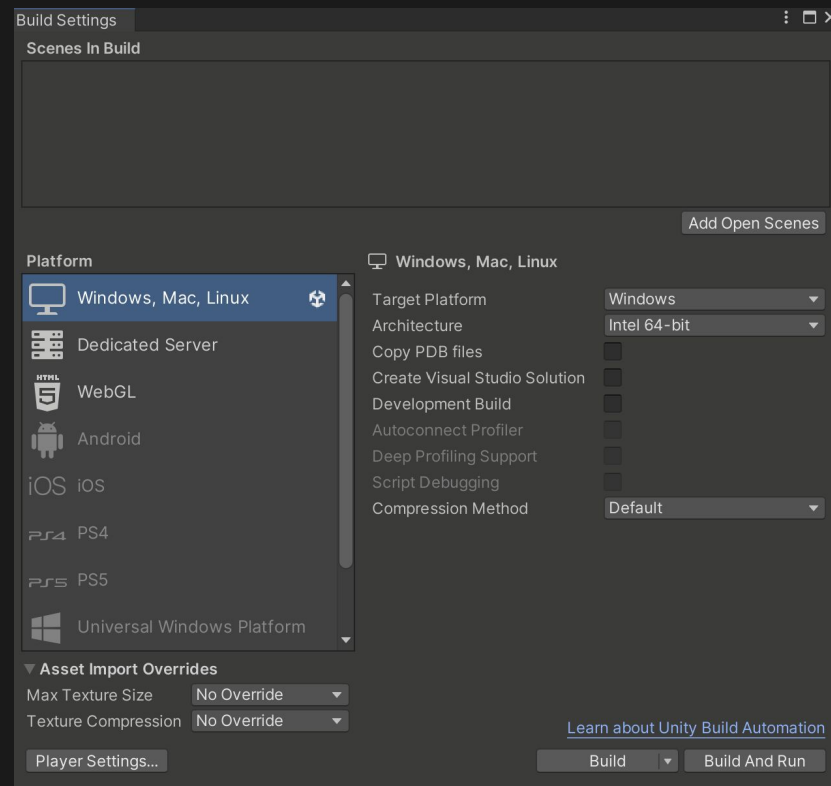 Build Settings
Scenes In Build
Add Open Scenes
Platform
Windows, Mac, Linux
Dedicated Server
HTML
5
WebGL
Android
iOS iOS
PS4 PS4
PS5 PS5
Universal Windows Platform
Windows, Mac, Linux
Target Platform Windows
Architecture Intel 64-bit
Copy PDB files
Create Visual Studio Solution
Development Build
Autoconnect Profiler
Deep Profiling Support
Script Debugging
Compression Method Default
Asset Import Overrides
Max Texture Size No Override
Texture Compression No Override
Learn about Unity Build Automation
Player Settings...
Build
Build And Run